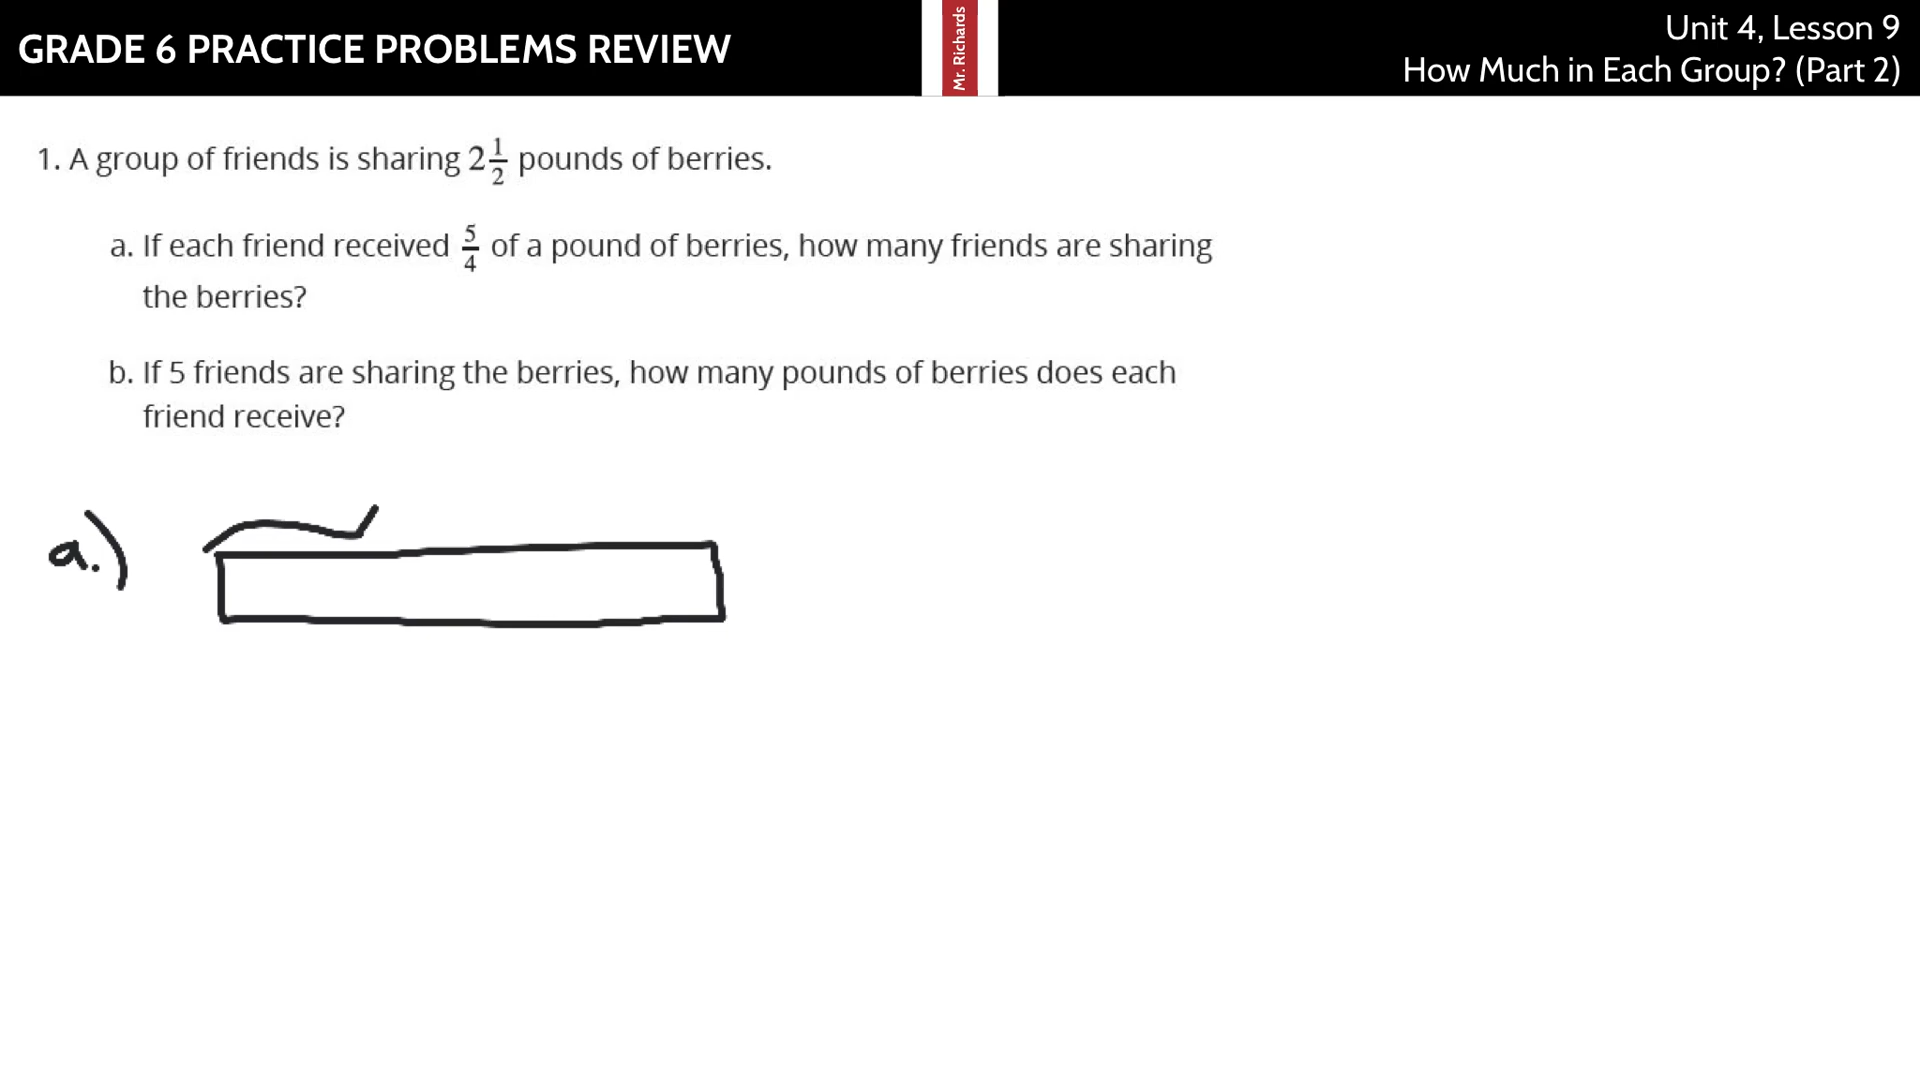 GRADE 6 PRACTICE PROBLEMS REVIEW
Mr. Richards
Unit 4, Lesson 9
How Much in Each Group? (Part 2)
1. A group of friends is sharing 2 1/2 pounds of berries.
a. If each friend received 5/4 of a pound of berries, how many friends are sharing
the berries?
b. If 5 friends are sharing the berries, how many pounds of berries does each
friend receive?
a.)